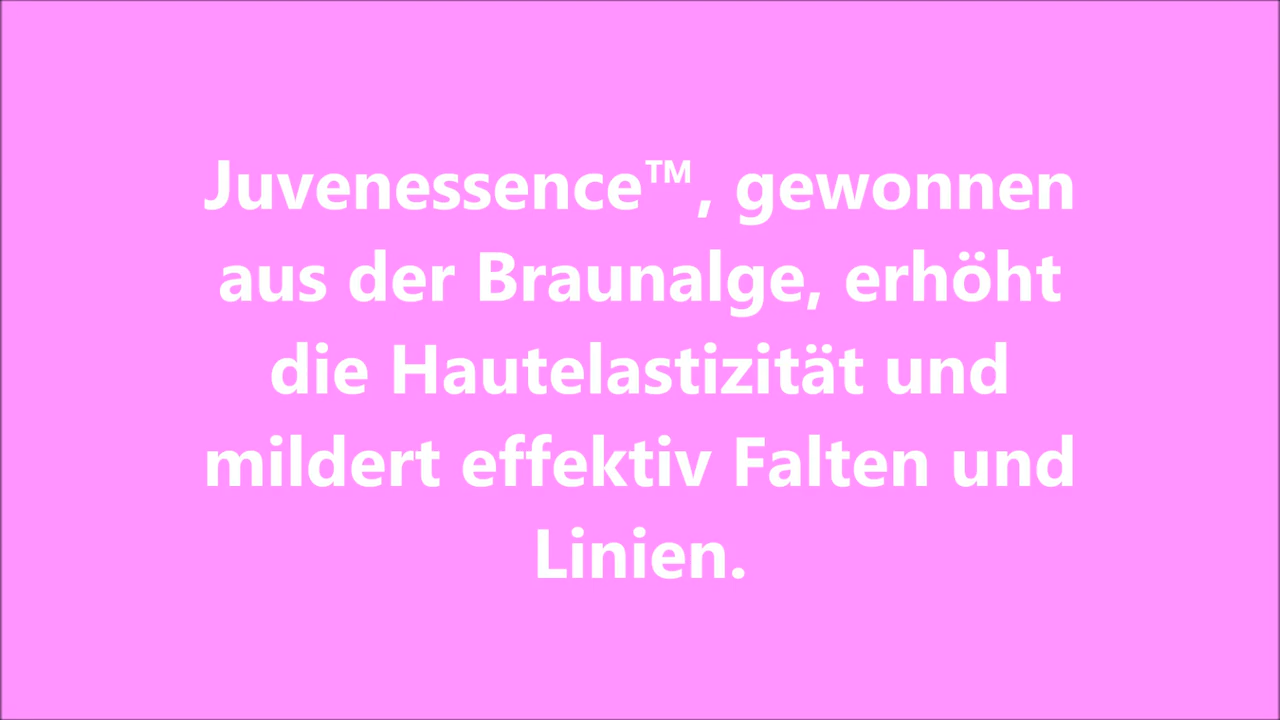 Juvenessence™, gewonnen
aus der Braunalge, erhöht
die Hautelastizität und
mildert effektiv Falten und
Linien.